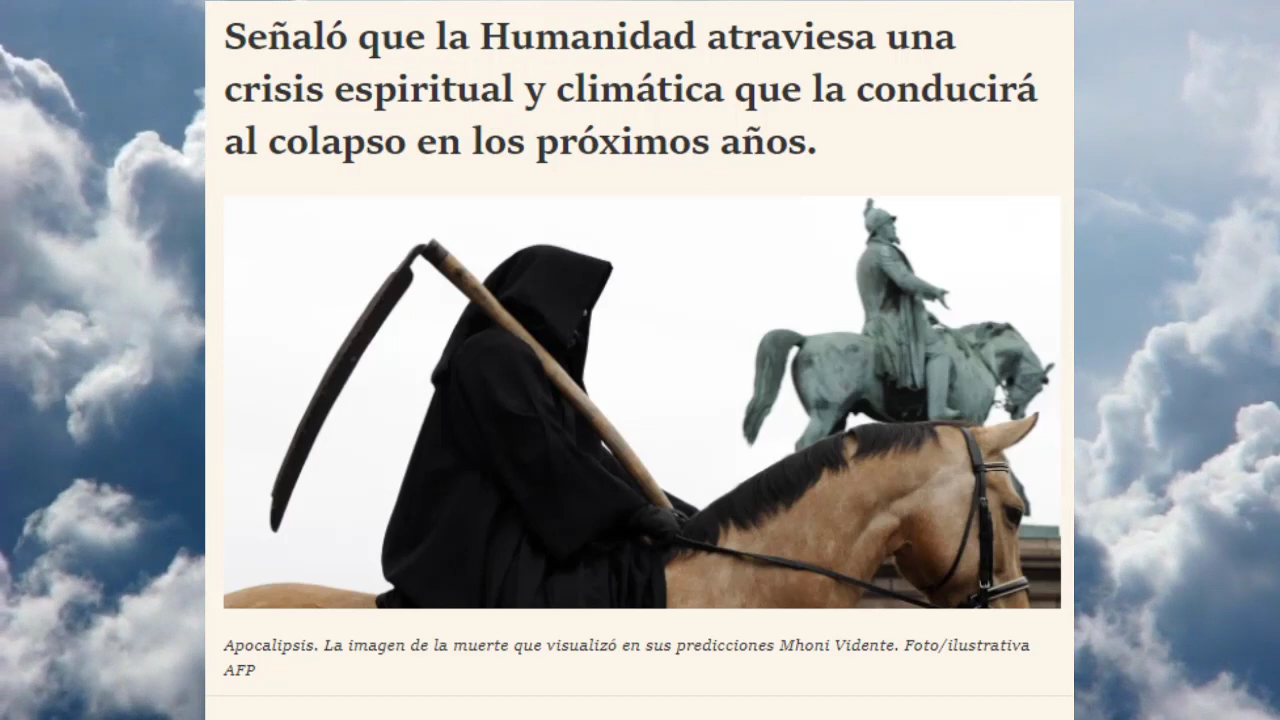 Señaló que la Humanidad atraviesa una
crisis espiritual y climática que la conducirá
al colapso en los próximos años.
Apocalipsis. La imagen de la muerte que visualizó en sus predicciones Mhoni Vidente. Foto/ilustrativa
AFP